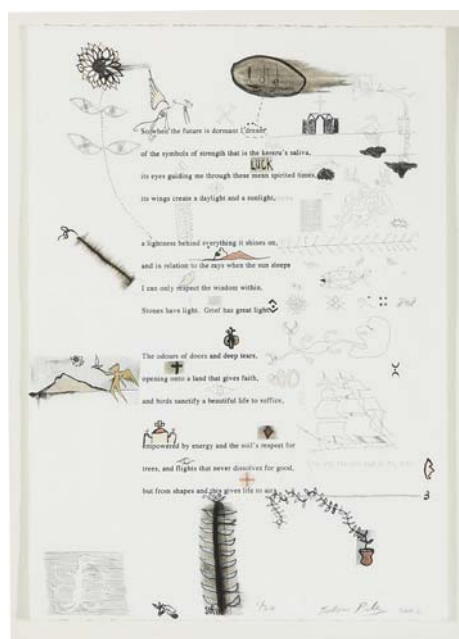 So when the future is dormant I dream
of the symbols of strength that is the kereru's saliva,
LUCK
its eyes guiding me through these mean spirited times,
its wings create a daylight and a sunlight,
a lightness behind everything it shines on,
and in relation to the rays when the sun sleeps
I can only respect the wisdom within,
Stones have light. Grief has great light.
The odours of doors and deep tears,
opening onto a land that gives faith,
and birds sanctify a beautiful life to suffice,
empowered by energy and the soil's respect for
trees, and flights that never dissolves for good,
but from shapes and this gives life to airs
3